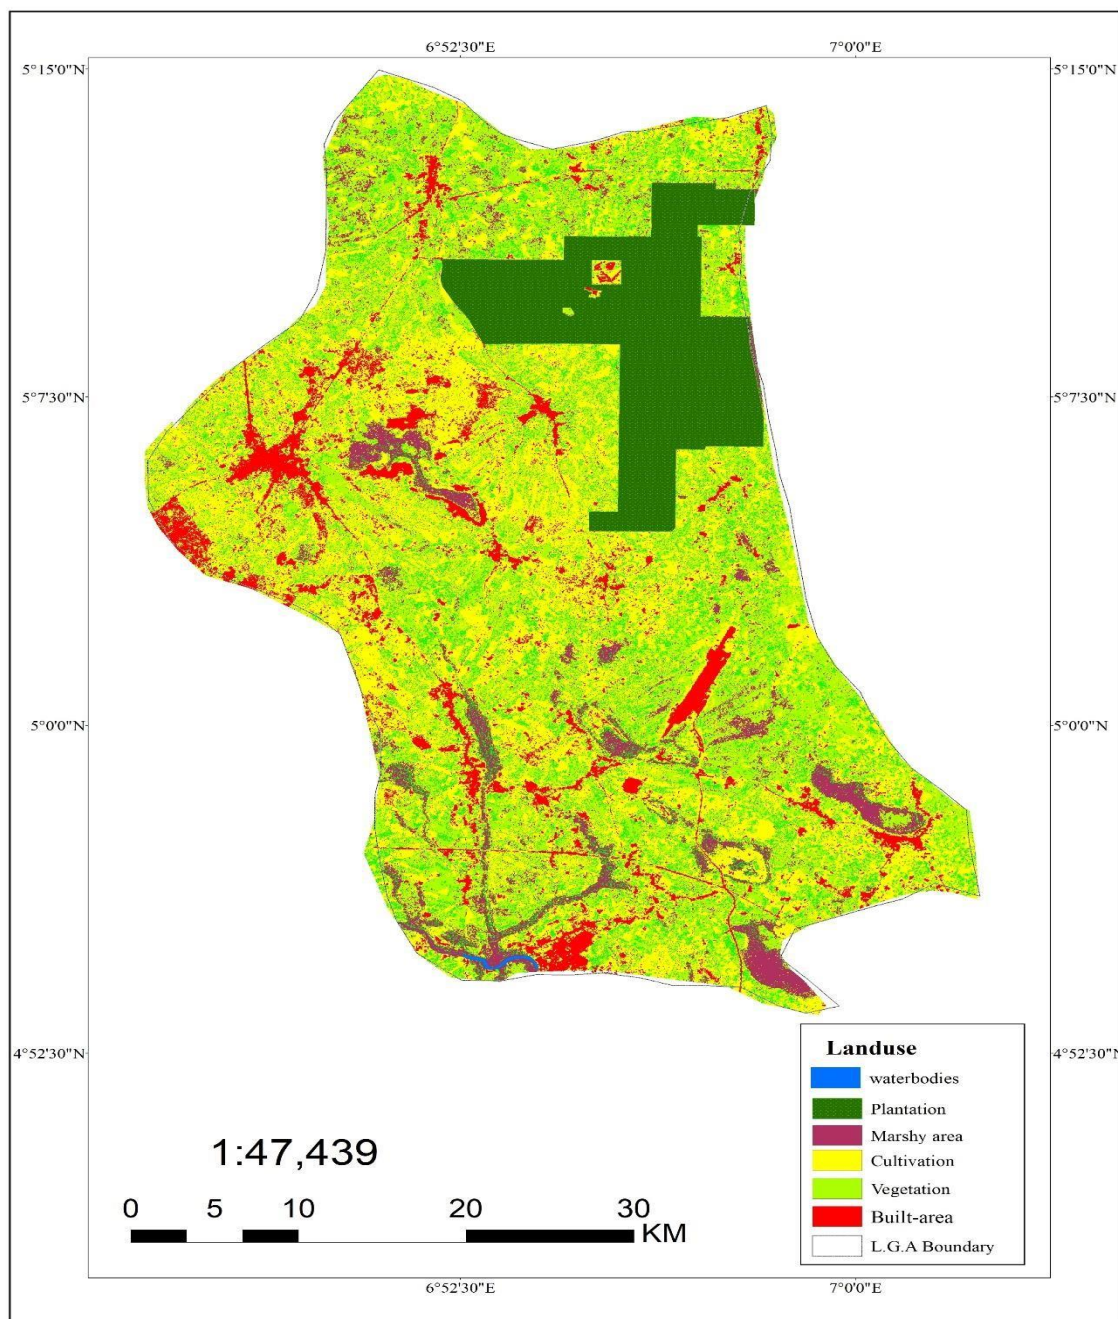 6°52'30"E 7°0'0"E
5°15'0"N 5°15'0"N
5°7'30"N 5°7'30"N
5°0'0"N 5°0'0"N
4°52'30"N 4°52'30"N
Landuse
waterbodies
Plantation
Marshy area
Cultivation
Vegetation
Built-area
L.G.A Boundary
1:47,439
0 5 10 20 30
KM
6°52'30"E 7°0'0"E